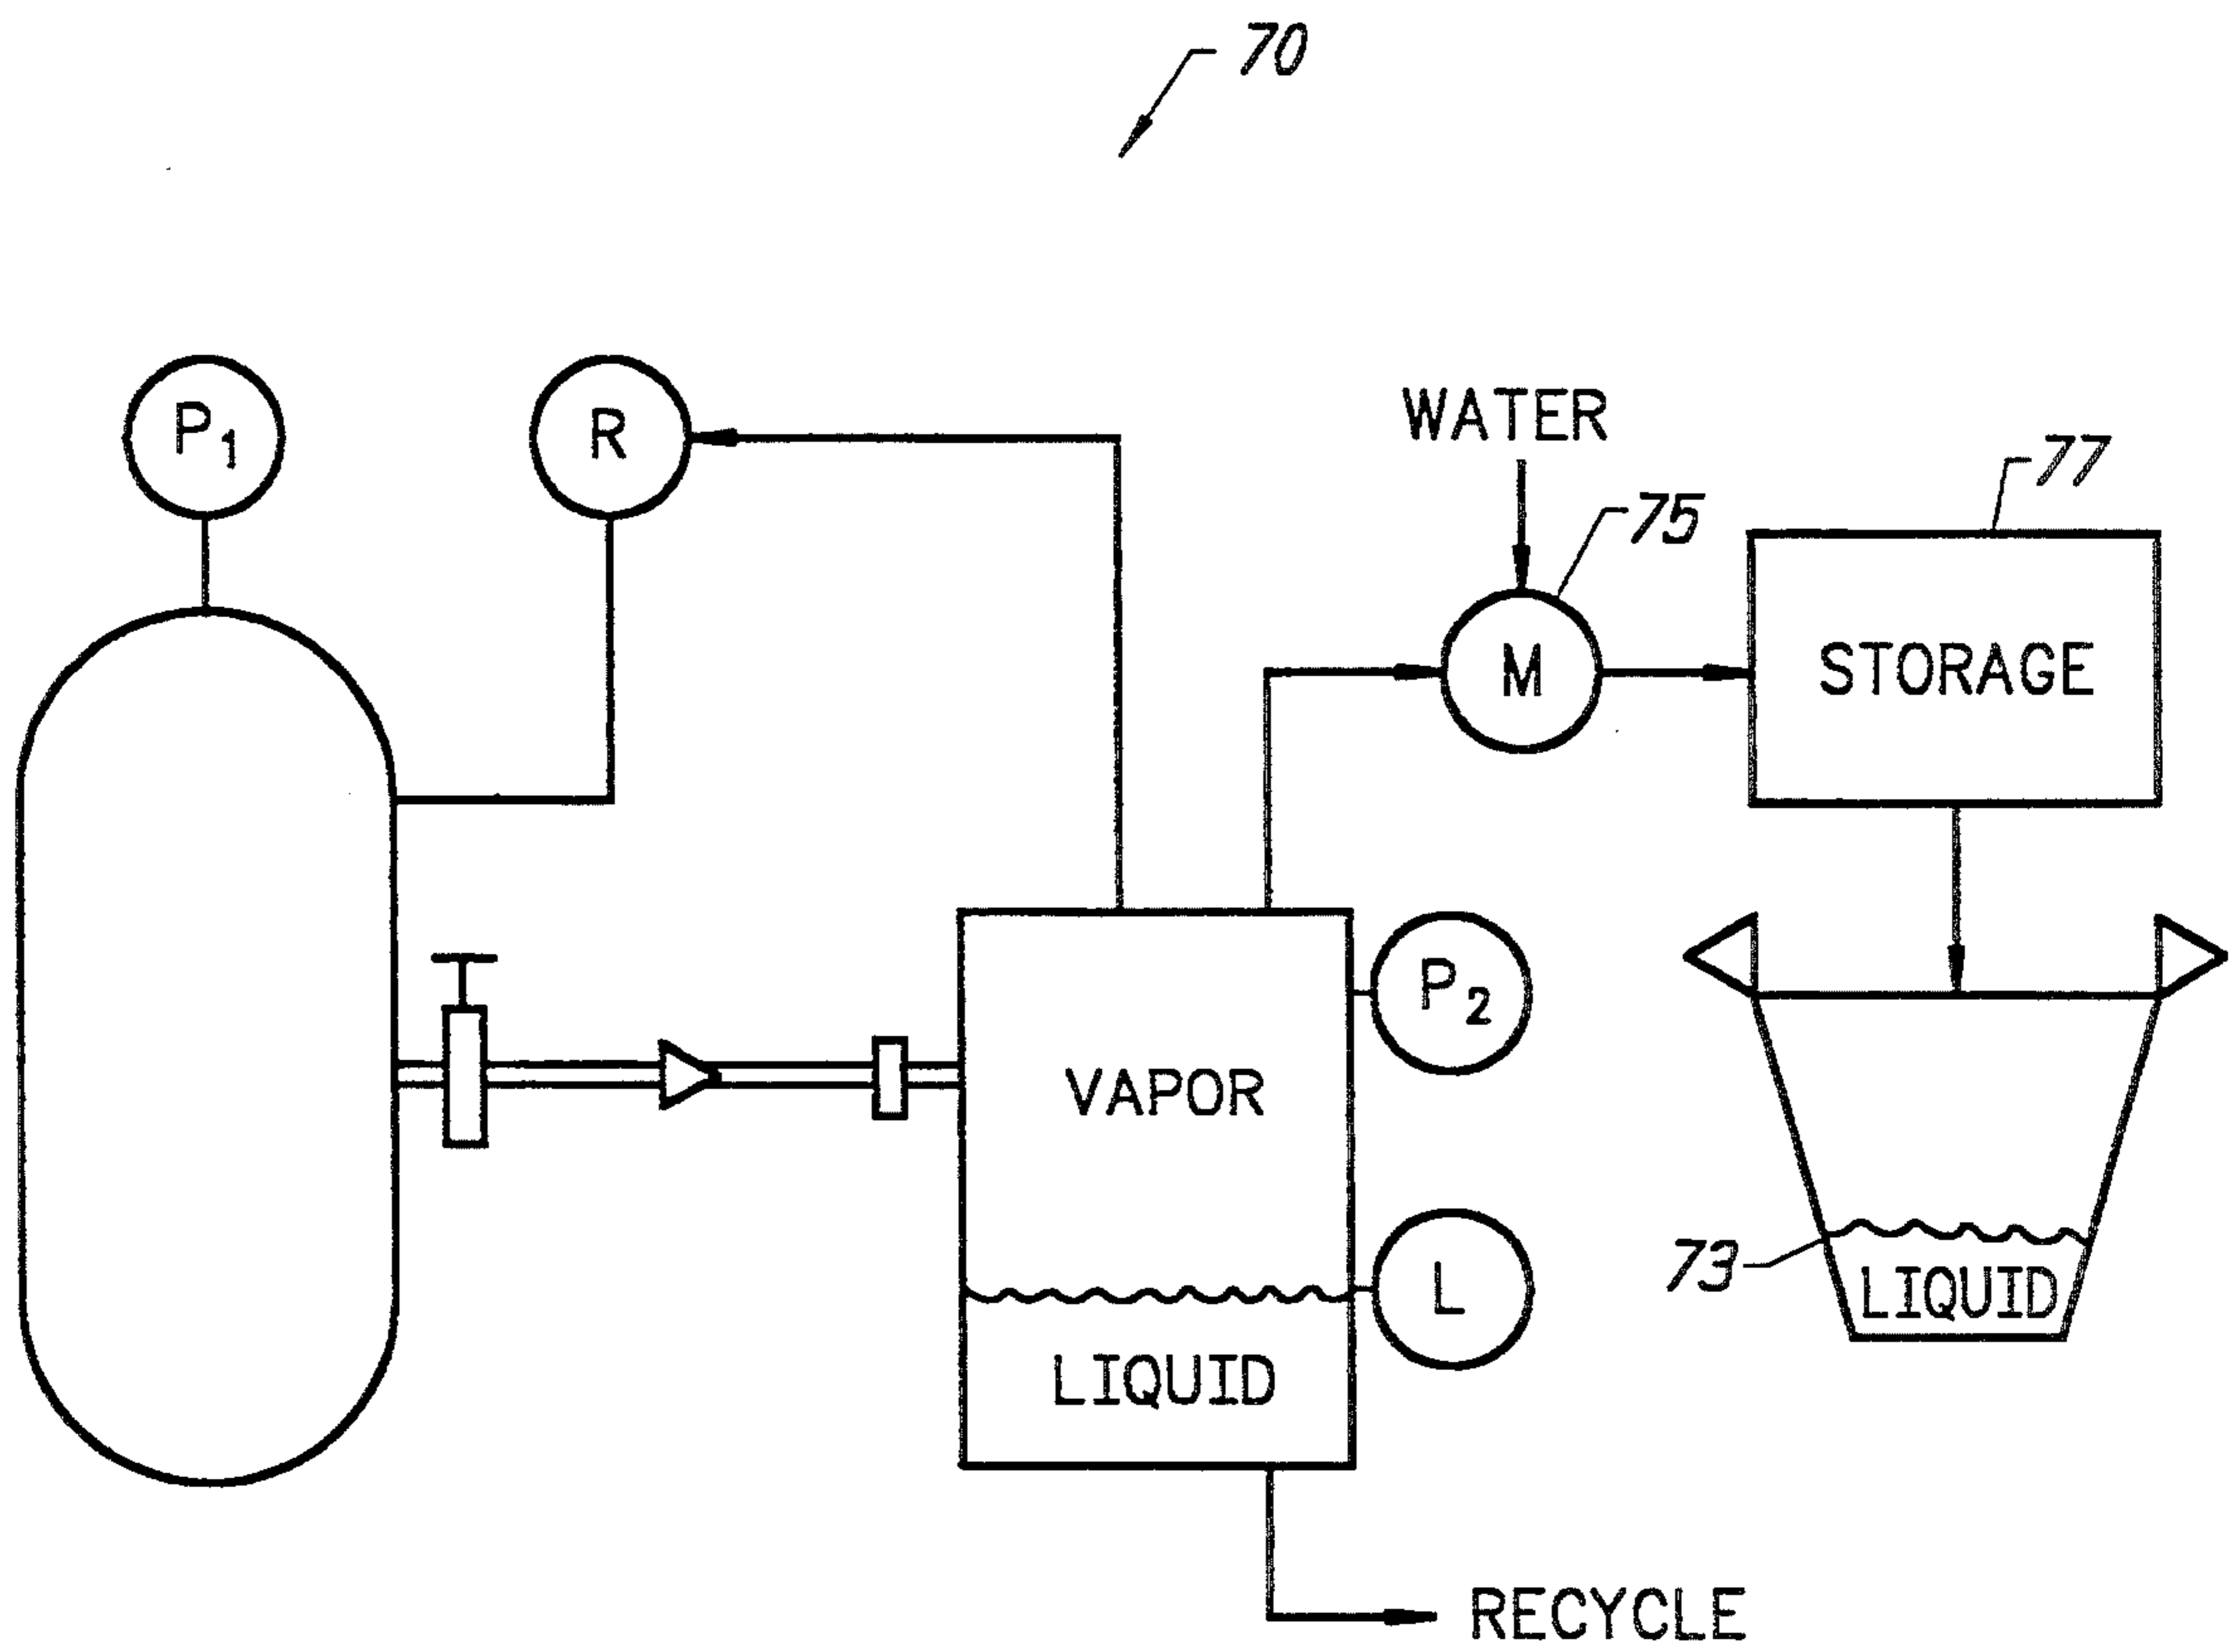 70
P1
R
WATER
77
75
M
STORAGE
P2
VAPOR
73
LIQUID
L
LIQUID
RECYCLE